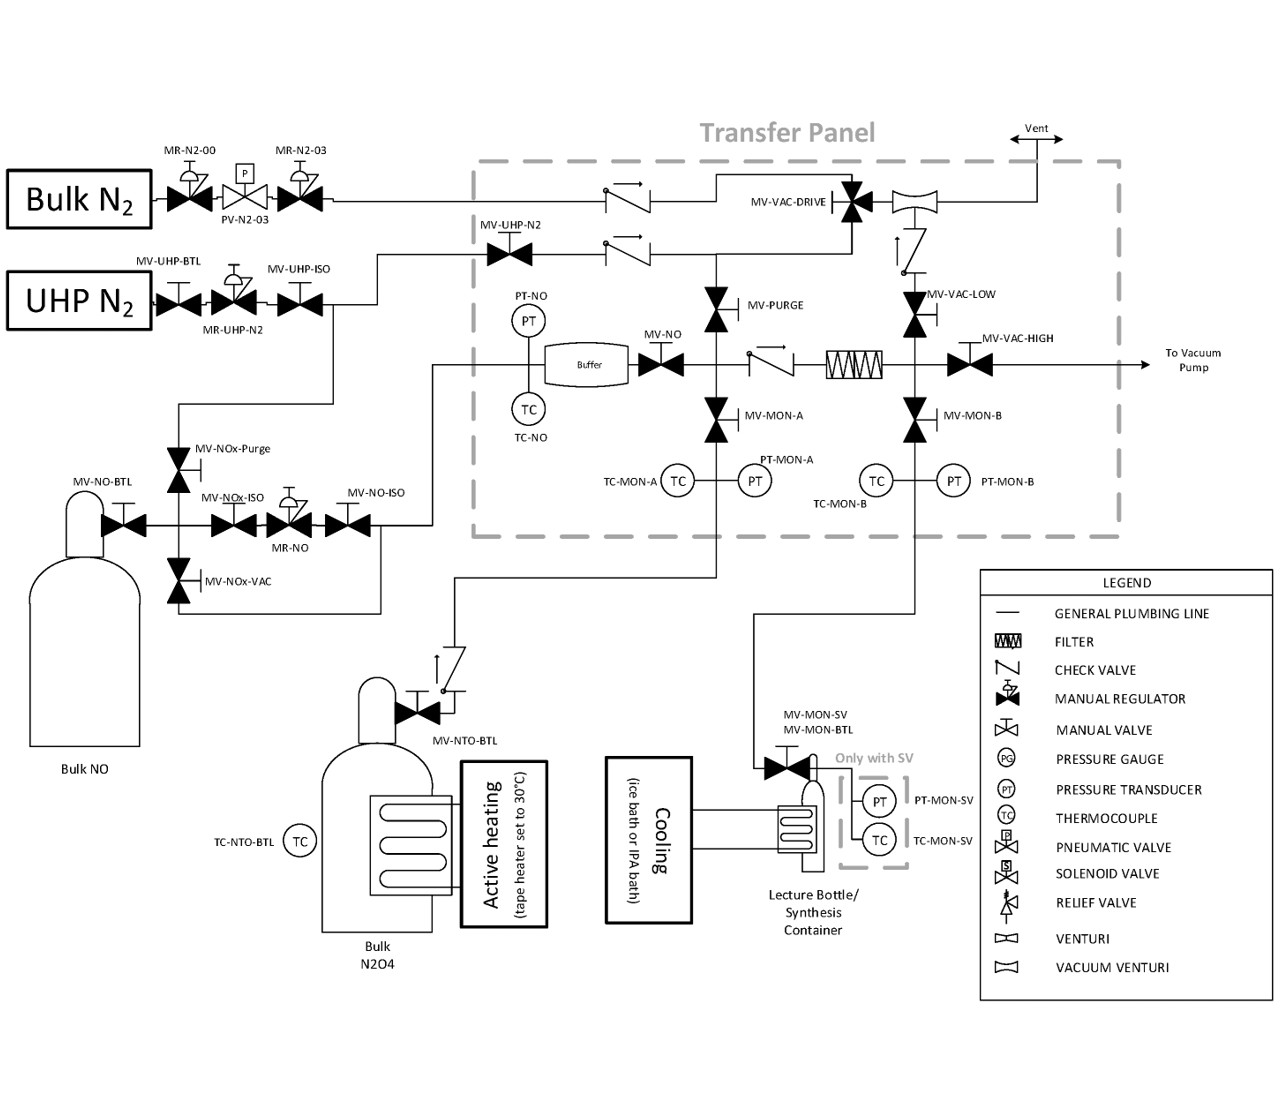 Transfer Panel
Vent
MR-N2-00
MR-N2-03
P
Bulk N2
PV-N2-03
MV-VAC-DRIVE
MV-UHP-N2
MV-UHP-BTL
MV-UHP-ISO
UHP N2
MR-UHP-N2
PT-NO
PT
MV-PURGE
MV-VAC-LOW
MV-NO
MV-VAC-HIGH
Buffer
To Vacuum
Pump
TC
TC-NO
MV-MON-A
MV-MON-B
MV-NOx-Purge
PT-MON-A
TC-MON-A
TC
PT
TC
PT
PT-MON-B
TC-MON-B
MV-NO-BTL
MV-NOx-ISO
MV-NO-ISO
MR-NO
MV-NOx-VAC
Bulk NO
MV-NTO-BTL
TC-NTO-BTL
TC
Active heating
(tape heater set to 30°C)
Bulk
N2O4
Cooling
(ice bath or IPA bath)
MV-MON-SV
MV-MON-BTL
Only with SV
PT
PT-MON-SV
TC
TC-MON-SV
Lecture Bottle/
Synthesis
Container
LEGEND
GENERAL PLUMBING LINE
FILTER
CHECK VALVE
MANUAL REGULATOR
MANUAL VALVE
PG
PRESSURE GAUGE
PT
PRESSURE TRANSDUCER
TC
THERMOCOUPLE
P
PNEUMATIC VALVE
S
SOLENOID VALVE
RELIEF VALVE
VENTURI
VACUUM VENTURI